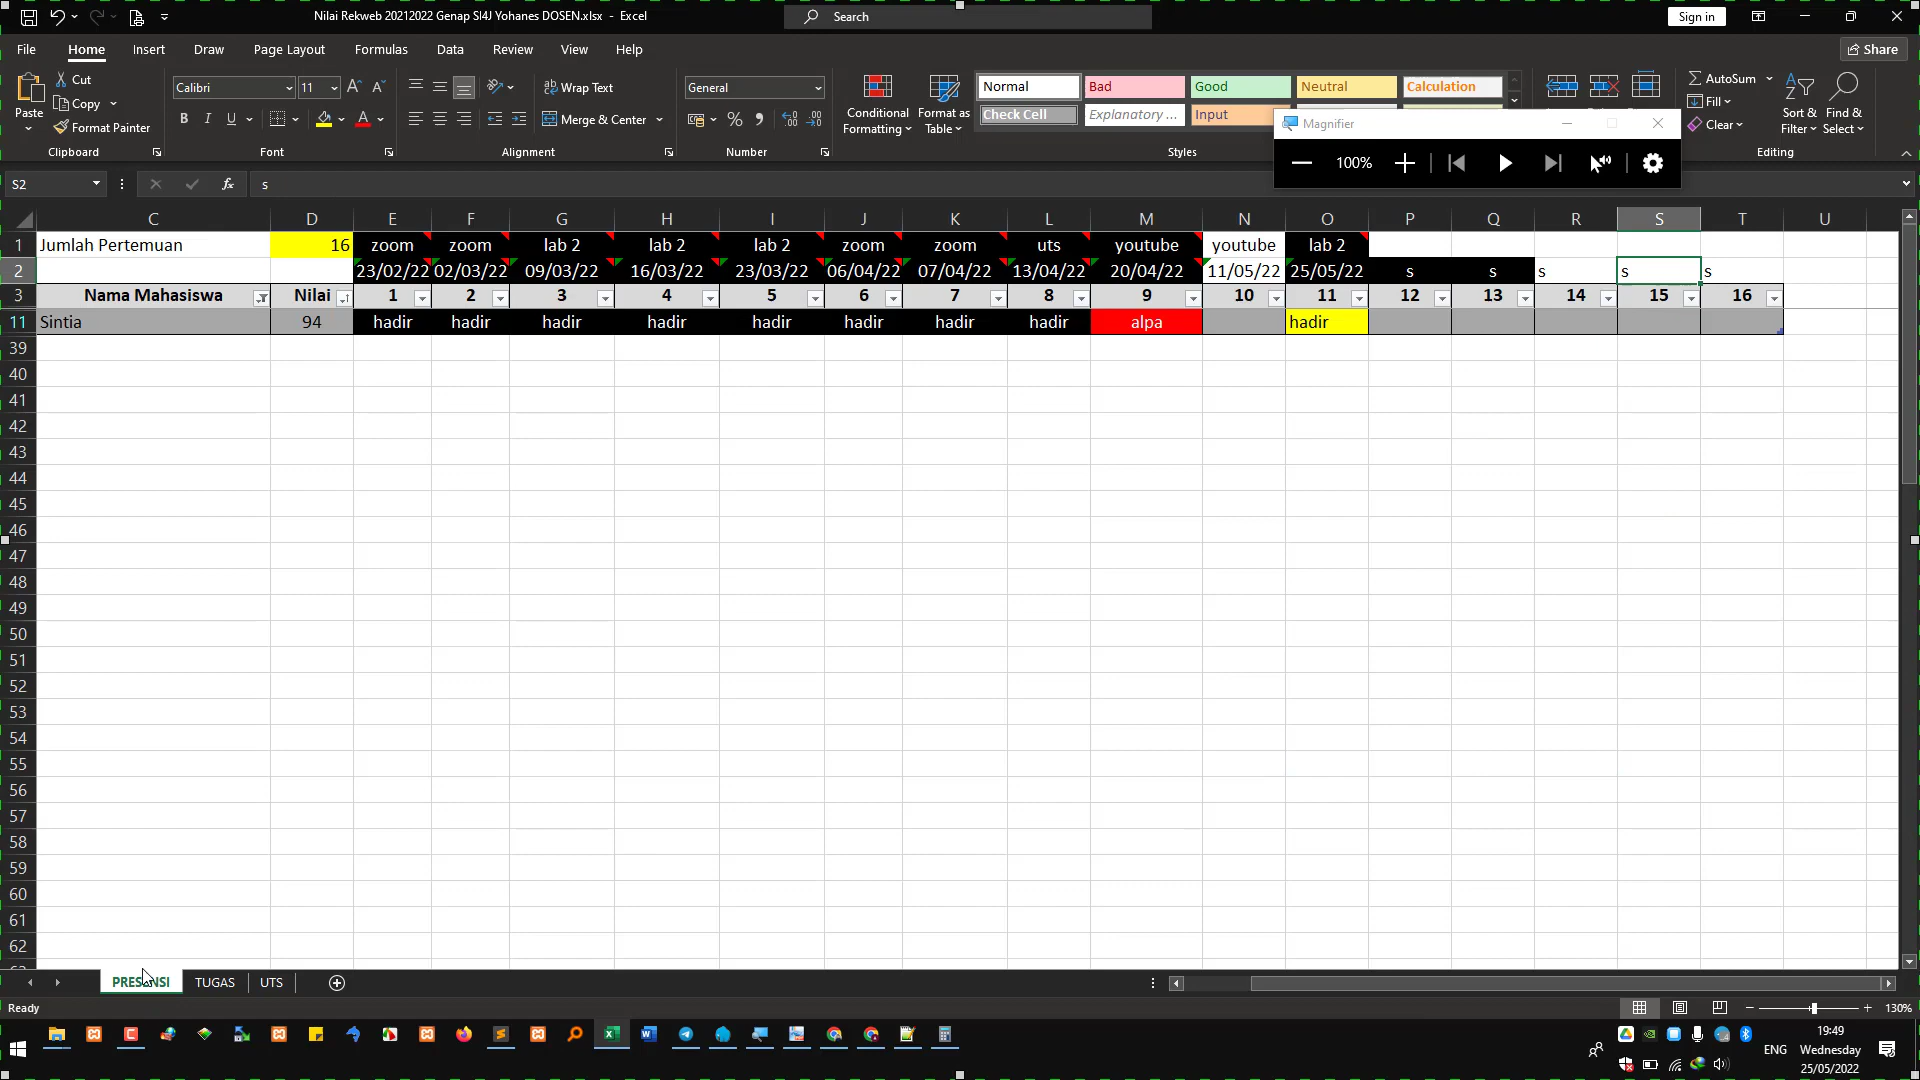 Nilai Rekweb 20212022 Genap SI4J Yohanes DOSEN.xlsx - Excel
Search
Sign in
File Home Insert Draw Page Layout Formulas Data Review View Help
Share
Paste
Cut
Copy
Format Painter
Clipboard
Calibri 11
B I U
Font
Wrap Text
Merge & Center
Alignment
General
Number
Conditional Formatting
Format as Table
Normal Bad Good Neutral Calculation
Check Cell Explanatory ... Input
Styles
AutoSum
Fill
Clear
Sort & Filter
Find & Select
Editing
Magnifier
100%
S2
fx s
C D E F G H I J K L M N O P Q R S T U
1 Jumlah Pertemuan 16 zoom zoom lab 2 lab 2 lab 2 zoom zoom uts youtube youtube lab 2
2 23/02/22 02/03/22 09/03/22 16/03/22 23/03/22 06/04/22 07/04/22 13/04/22 20/04/22 11/05/22 25/05/22 s s s s s
3 Nama Mahasiswa Nilai 1 2 3 4 5 6 7 8 9 10 11 12 13 14 15 16
11 Sintia 94 hadir hadir hadir hadir hadir hadir hadir hadir alpa hadir
39
40
41
42
43
44
45
46
47
48
49
50
51
52
53
54
55
56
57
58
59
60
61
62
PRESENSI TUGAS UTS
Ready
130%
ENG
19:49
Wednesday
25/05/2022